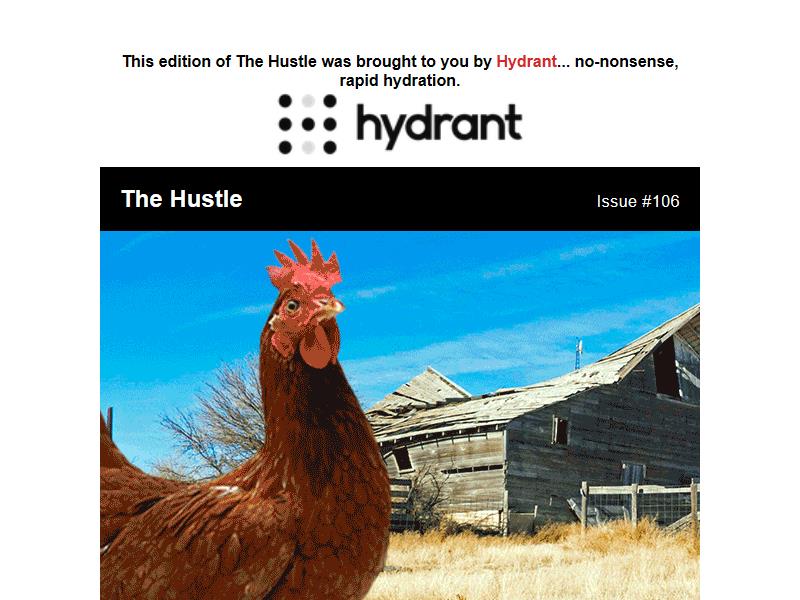 This edition of The Hustle was brought to you by Hydrant... no-nonsense,
rapid hydration.
hydrant
The Hustle
Issue #106